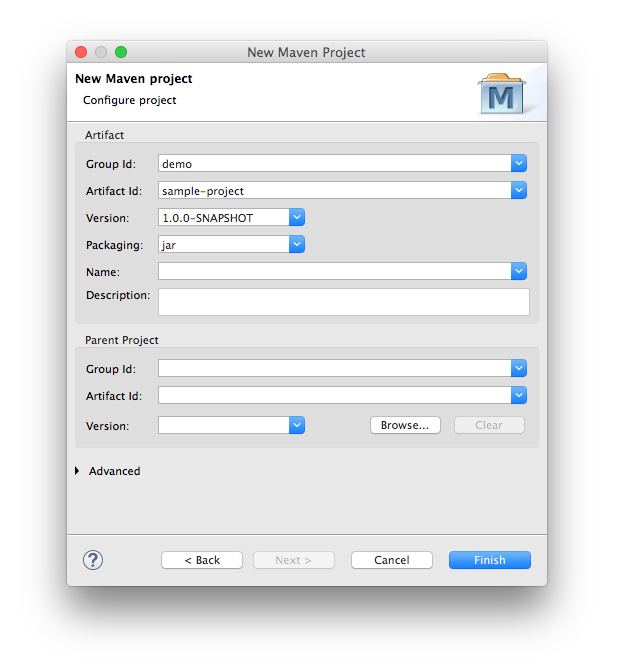 New Maven Project
New Maven project
Configure project
M
Artifact
Group Id: demo
Artifact Id: sample-project
Version: 1.0.0-SNAPSHOT
Packaging: jar
Name:
Description:
Parent Project
Group Id:
Artifact Id:
Version: Browse... Clear
Advanced
? < Back Next > Cancel Finish